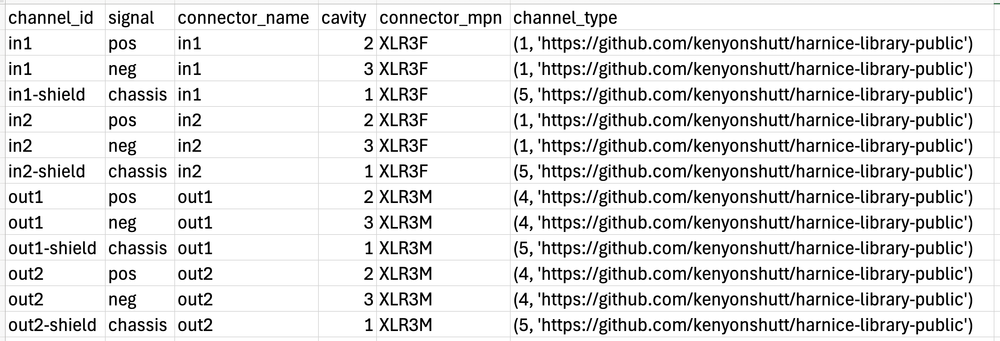 channel_id signal connector_name cavity connector_mpn channel_type
in1 pos in1 2 XLR3F (1, 'https://github.com/kenyonshutt/harnice-library-public')
in1 neg in1 3 XLR3F (1, 'https://github.com/kenyonshutt/harnice-library-public')
in1-shield chassis in1 1 XLR3F (5, 'https://github.com/kenyonshutt/harnice-library-public')
in2 pos in2 2 XLR3F (1, 'https://github.com/kenyonshutt/harnice-library-public')
in2 neg in2 3 XLR3F (1, 'https://github.com/kenyonshutt/harnice-library-public')
in2-shield chassis in2 1 XLR3F (5, 'https://github.com/kenyonshutt/harnice-library-public')
out1 pos out1 2 XLR3M (4, 'https://github.com/kenyonshutt/harnice-library-public')
out1 neg out1 3 XLR3M (4, 'https://github.com/kenyonshutt/harnice-library-public')
out1-shield chassis out1 1 XLR3M (5, 'https://github.com/kenyonshutt/harnice-library-public')
out2 pos out2 2 XLR3M (4, 'https://github.com/kenyonshutt/harnice-library-public')
out2 neg out2 3 XLR3M (4, 'https://github.com/kenyonshutt/harnice-library-public')
out2-shield chassis out2 1 XLR3M (5, 'https://github.com/kenyonshutt/harnice-library-public')